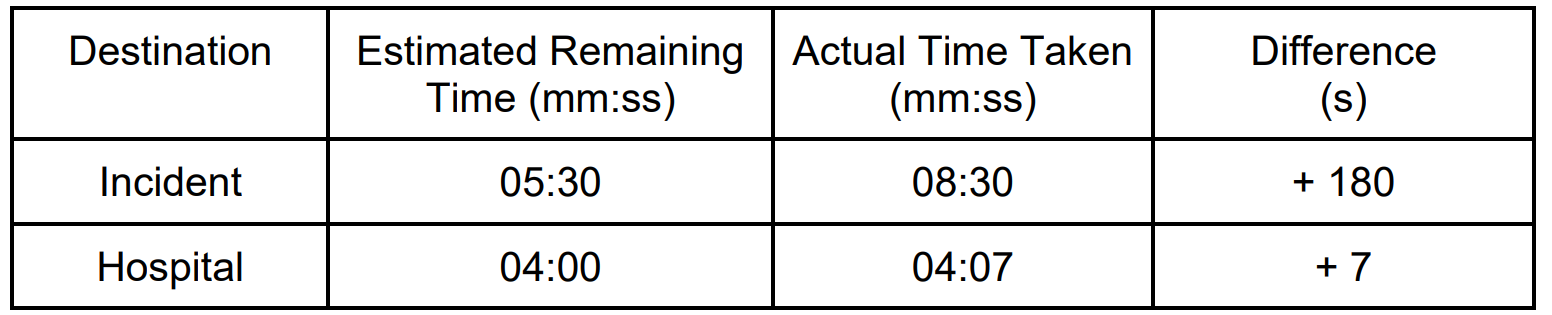 Destination
Estimated Remaining
Time (mm:ss)
Actual Time Taken
(mm:ss)
Difference
(s)
Incident
05:30
08:30
+ 180
Hospital
04:00
04:07
+ 7